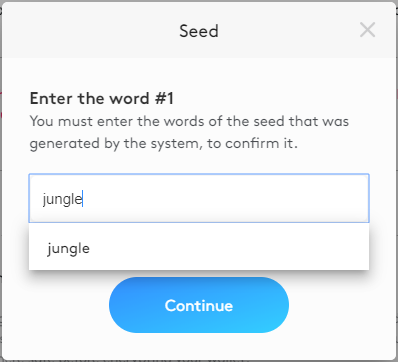 Seed
Enter the word #1
You must enter the words of the seed that was
generated by the system, to confirm it.
jungle
jungle
Continue